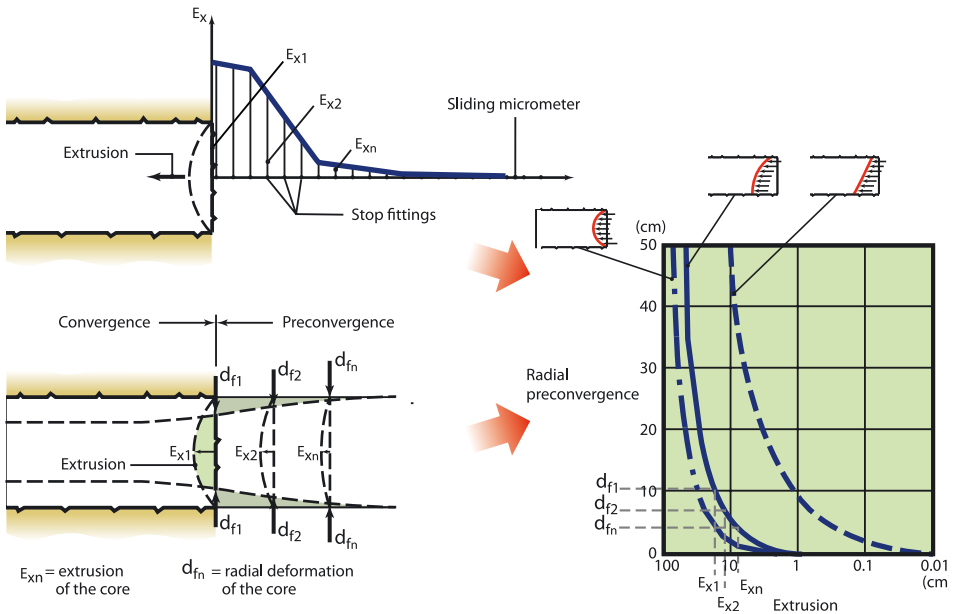 Ex
Ex1
Ex2
Sliding micrometer
Exn
Extrusion
Stop fittings
(cm)
50
40
30
20
10
0
Convergence
Preconvergence
df1
df2
dfn
Radial
preconvergence
Ex1
Ex2
Exn
Extrusion
df1
df2
dfn
df1
df2
dfn
100
10
1
0.1
0.01
(cm
Ex1
Exn
Ex2
Extrusion
Exn = extrusion
of the core
dfn = radial deformation
of the core